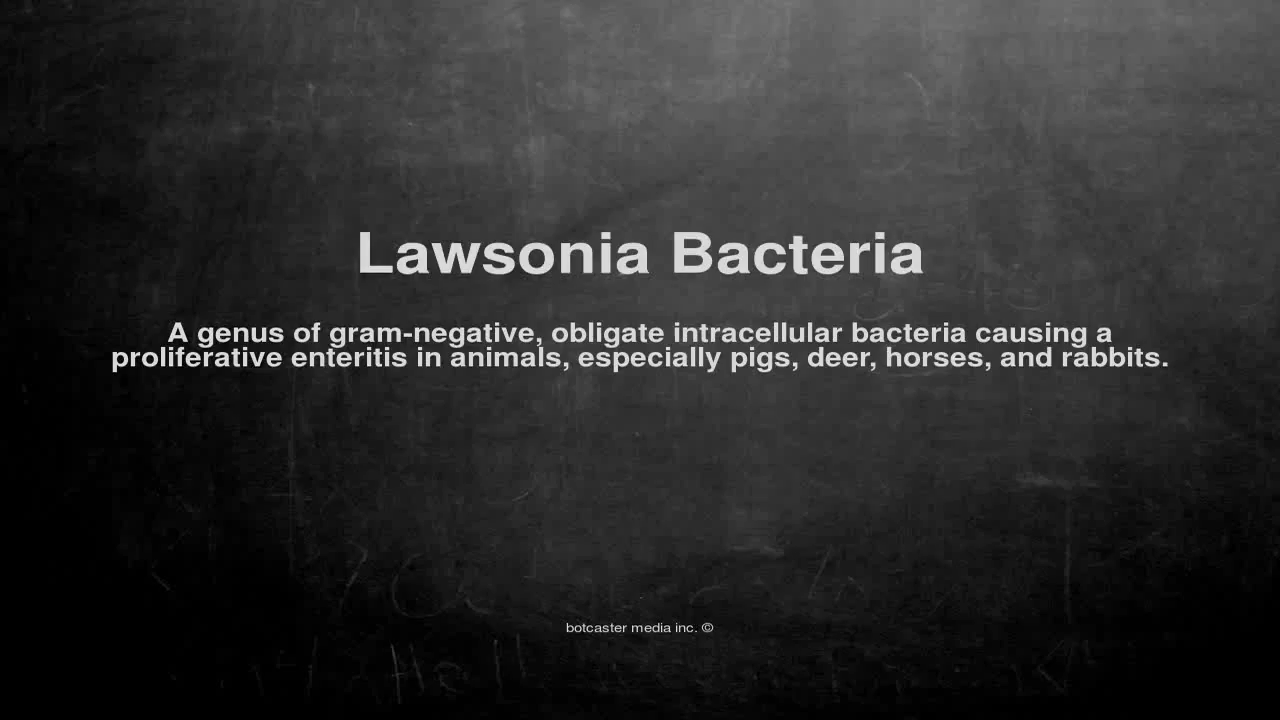 Lawsonia Bacteria
A genus of gram-negative, obligate intracellular bacteria causing a
proliferative enteritis in animals, especially pigs, deer, horses, and rabbits.
botcaster media inc. ©